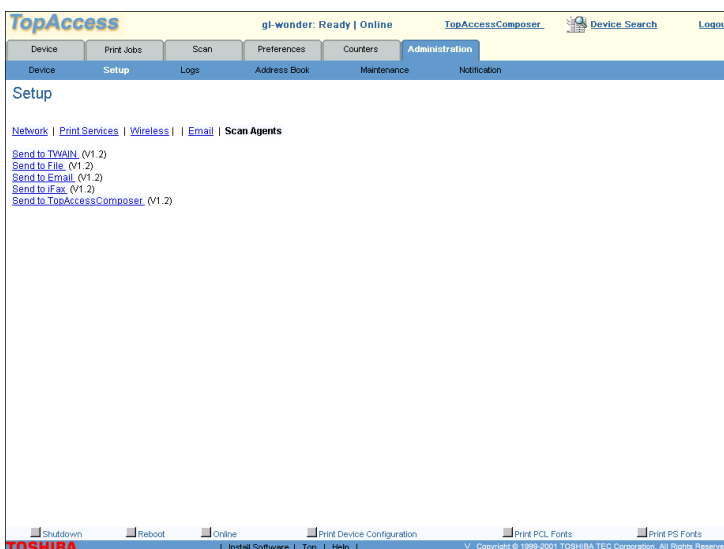 TopAccess gl-wonder: Ready | Online TopAccessComposer Device Search
Device Print Jobs Scan Preferences Counters Administration
Device Setup Logs Address Book Maintenance Notification
Setup
Network | Print Services | Wireless | | Email | Scan Agents
Send to TWAIN (V1.2)
Send to File (V1.2)
Send to Email (V1.2)
Send to iFax (V1.2)
Send to TopAccessComposer (V1.2)
Shutdown Reboot Online Print Device Configuration Print PCL Fonts Print PS Fonts
TOSHIBA | Install Software | Top | Help | V Copyright © 1999-2001 TOSHIBA TEC Corporation. All Rights